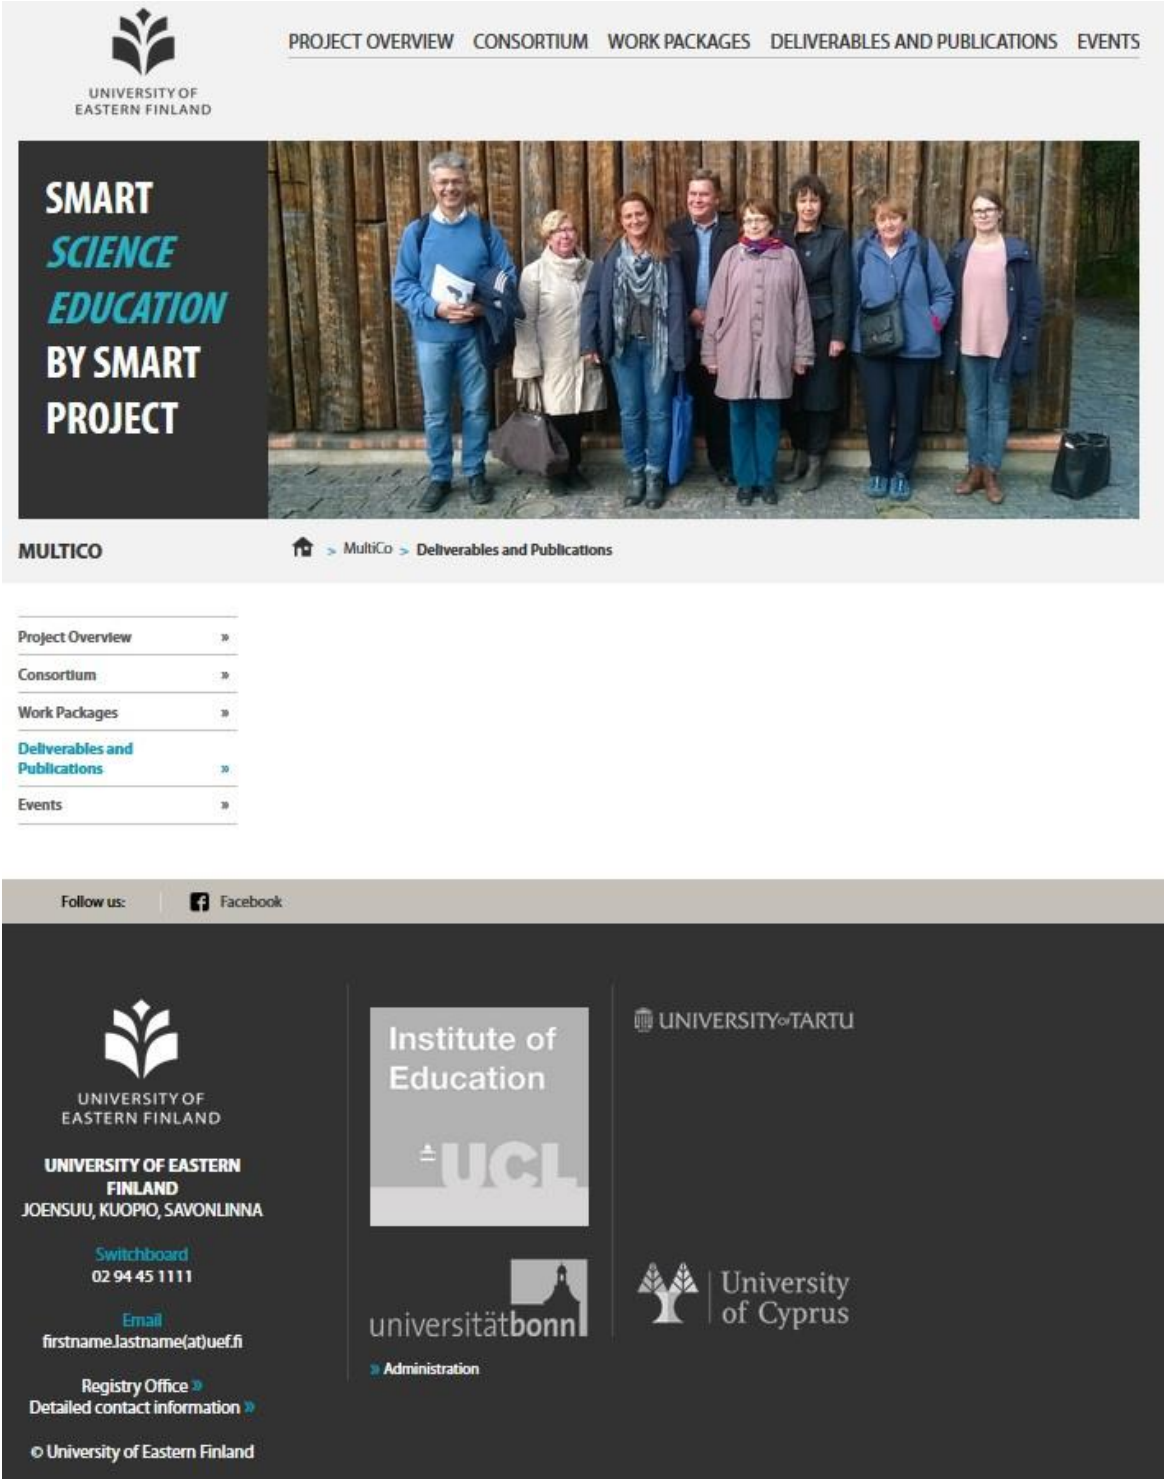 UNIVERSITY OF
EASTERN FINLAND
PROJECT OVERVIEW CONSORTIUM WORK PACKAGES DELIVERABLES AND PUBLICATIONS EVENTS
SMART
SCIENCE
EDUCATION
BY SMART
PROJECT
MULTICO
> MultiCo > Deliverables and Publications
Project Overview »
Consortium »
Work Packages »
Deliverables and
Publications »
Events »
Follow us: Facebook
UNIVERSITY OF
EASTERN FINLAND
UNIVERSITY OF EASTERN
FINLAND
JOENSUU, KUOPIO, SAVONLINNA
Switchboard
02 94 45 1111
Email
firstname.lastname(at)uef.fi
Registry Office »
Detailed contact information »
© University of Eastern Finland
Institute of
Education
UCL
UNIVERSITY OF TARTU
universitätbonn
University
of Cyprus
» Administration